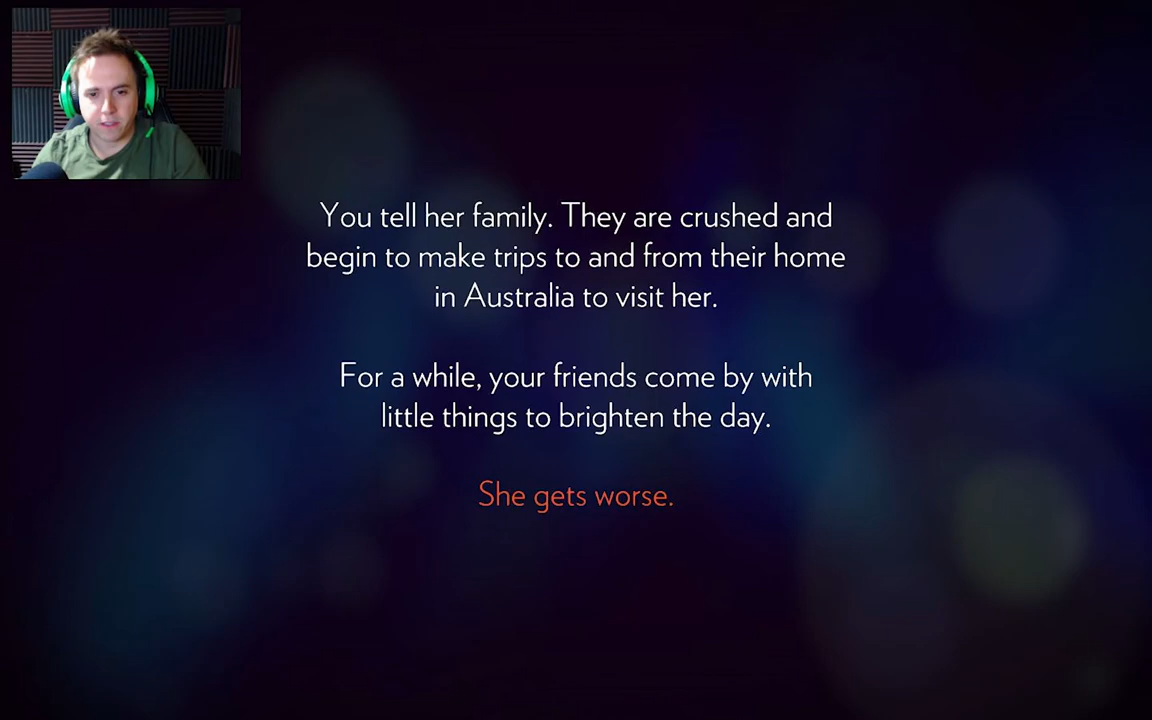 You tell her family. They are crushed and
begin to make trips to and from their home
in Australia to visit her.
For a while, your friends come by with
little things to brighten the day.
She gets worse.